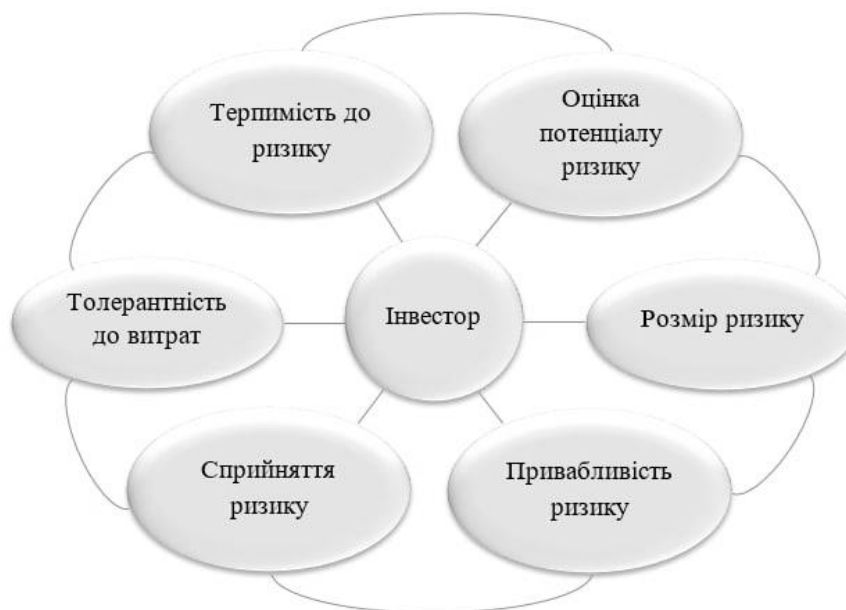 Терпимість до
ризику
Оцінка
потенціалу
ризику
Толерантність
до витрат
Інвестор
Розмір ризику
Сприйняття
ризику
Привабливість
ризику